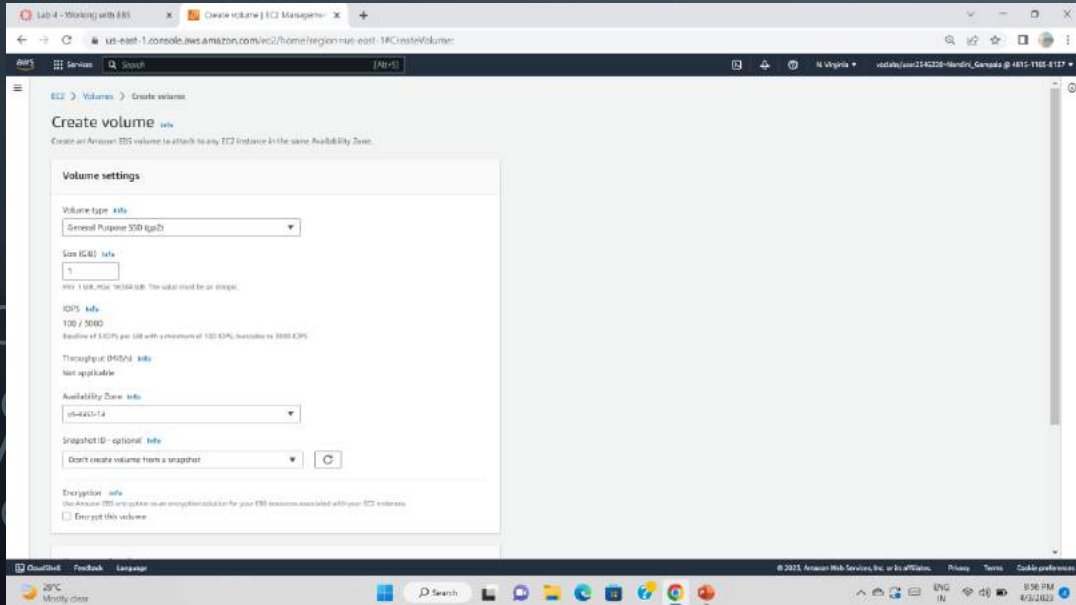 Lab 4 - Working with EBS
Create volume | EC2 Managemen
us-east-1.console.aws.amazon.com/ec2/home?region=us-east-1#CreateVolume:
aws
Services
Search
[Alt+S]
N. Virginia
EC2 > Volumes > Create volume
Create volume Info
Create an Amazon EBS volume to attach to any EC2 instance in the same Availability Zone.
Volume settings
Volume type Info
General Purpose SSD (gp2)
Size (GiB) Info
1
Min: 1 GiB, Max: 16384 GiB. The value must be an integer.
IOPS Info
100 / 3000
Baseline of 3 IOPS per GiB with a minimum of 100 IOPS, burstable to 3000 IOPS.
Throughput (MiB/s) Info
Not applicable
Availability Zone Info
us-east-1a
Snapshot ID - optional Info
Don't create volume from a snapshot
Encryption Info
Use Amazon EBS encryption as an encryption solution for your EBS resources associated with your EC2 instances.
Encrypt this volume
CloudShell Feedback Language
© 2023, Amazon Web Services, Inc. or its affiliates. Privacy Terms Cookie preferences
29°C
Mostly clear
Search
ENG
IN
8:56 PM
4/3/2023